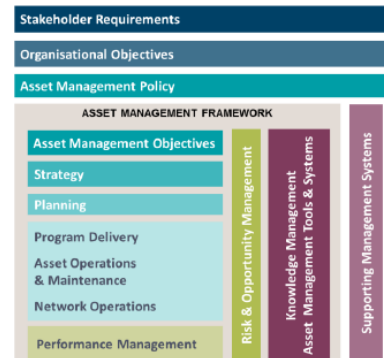 Stakeholder Requirements
Organisational Objectives
Asset Management Policy
ASSET MANAGEMENT FRAMEWORK
Asset Management Objectives
Strategy
Planning
Program Delivery
Asset Operations
& Maintenance
Network Operations
Performance Management
Risk & Opportunity Management
Knowledge Management
Asset Management Tools & Systems
Supporting Management Systems